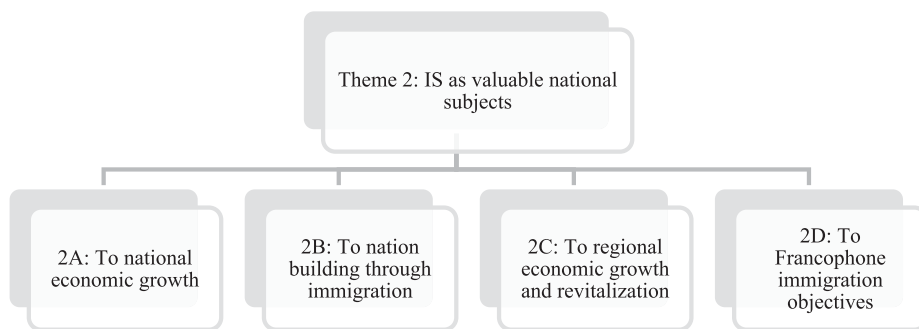 Theme 2: IS as valuable national
subjects
2A: To national
economic growth
2B: To nation
building through
immigration
2C: To regional
economic growth
and revitalization
2D: To
Francophone
immigration
objectives